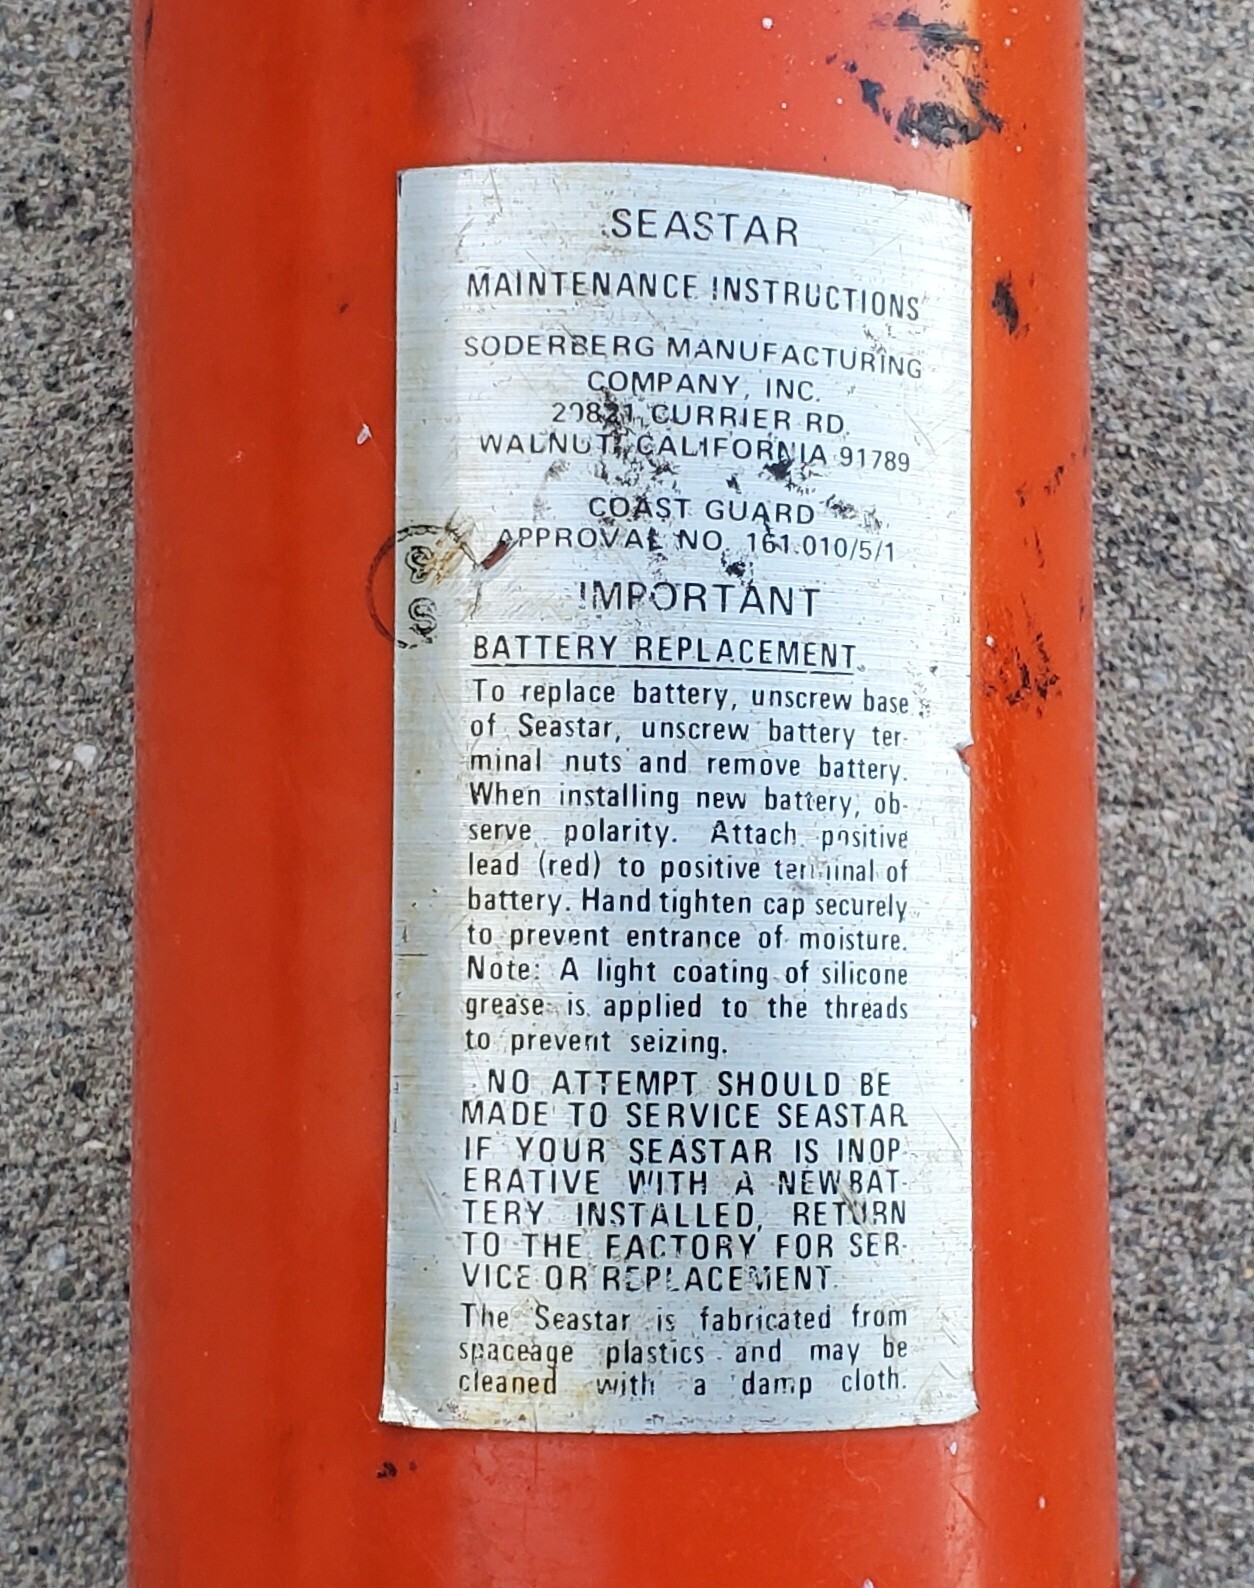 SEASTAR
MAINTENANCE INSTRUCTIONS
SODERBERG MANUFACTURING
COMPANY, INC.
20821 CURRIER RD.
WALNUT, CALIFORNIA 91789
COAST GUARD
APPROVAL NO. 161.010/5/1
IMPORTANT
BATTERY REPLACEMENT
To replace battery, unscrew base
of Seastar, unscrew battery ter-
minal nuts and remove battery.
When installing new battery, ob-
serve polarity. Attach positive
lead (red) to positive terminal of
battery. Hand tighten cap securely
to prevent entrance of moisture.
Note: A light coating of silicone
grease is applied to the threads
to prevent seizing.
NO ATTEMPT SHOULD BE
MADE TO SERVICE SEASTAR
IF YOUR SEASTAR IS INOP-
ERATIVE WITH A NEW BAT-
TERY INSTALLED, RETURN
TO THE FACTORY FOR SER-
VICE OR REPLACEMENT.
The Seastar is fabricated from
spaceage plastics and may be
cleaned with a damp cloth.